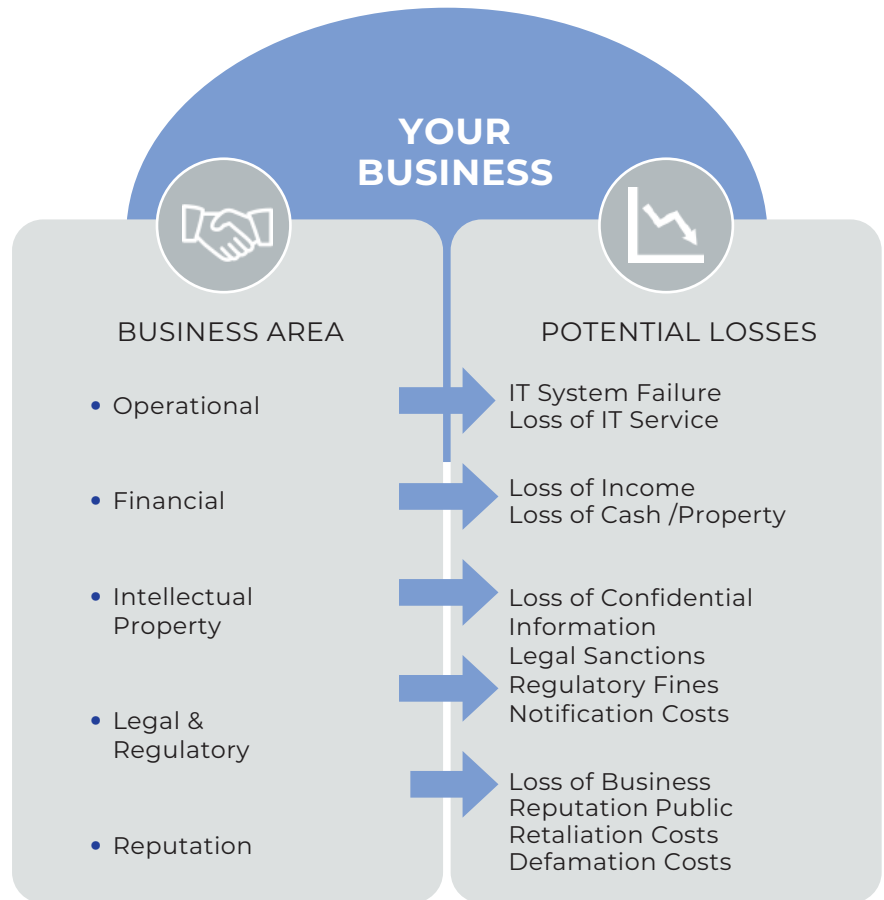 YOUR
BUSINESS
BUSINESS AREA
• Operational
• Financial
• Intellectual
Property
• Legal &
Regulatory
• Reputation
POTENTIAL LOSSES
IT System Failure
Loss of IT Service
Loss of Income
Loss of Cash /Property
Loss of Confidential
Information
Legal Sanctions
Regulatory Fines
Notification Costs
Loss of Business
Reputation Public
Retaliation Costs
Defamation Costs